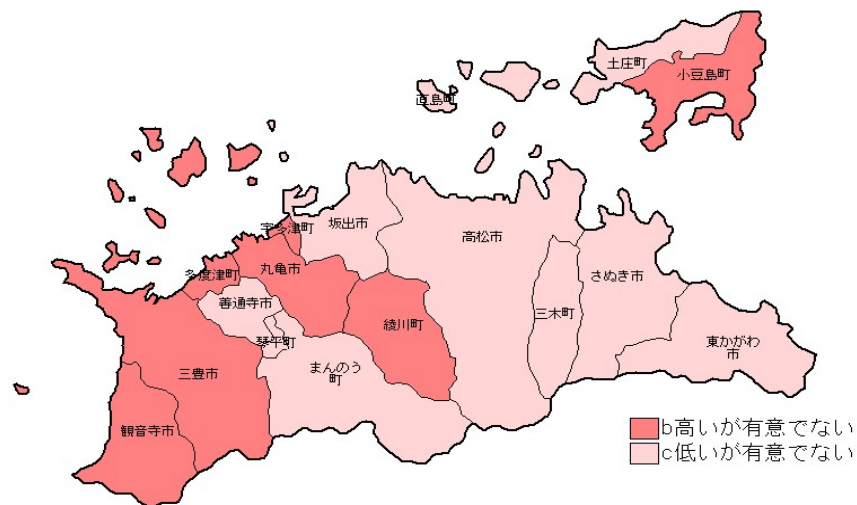 土庄町
小豆島町
直島町
宇多津町
坂出市
高松市
多度津町
丸亀市
さぬき市
善通寺市
綾川町
三木町
琴平町
まんのう
町
東かがわ
市
三豊市
観音寺市
b高いが有意でない
c低いが有意でない